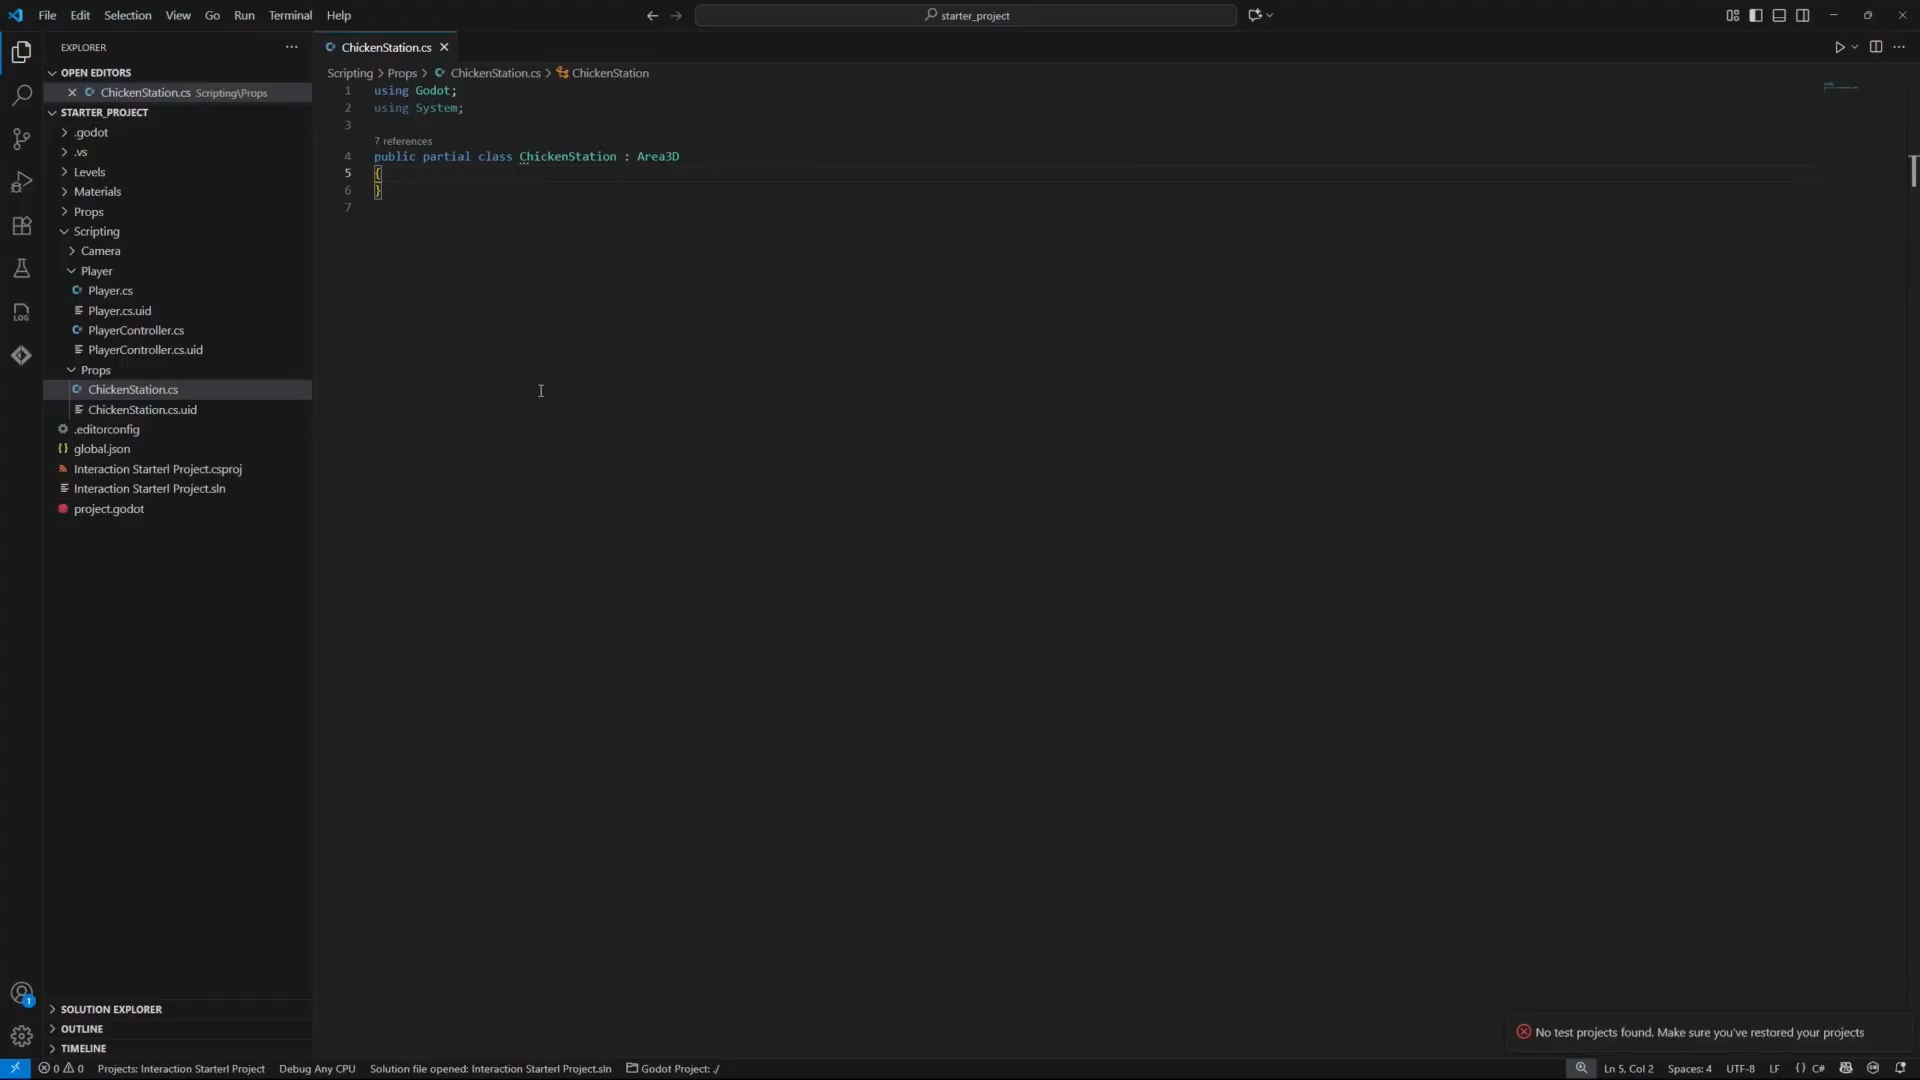 File Edit Selection View Go Run Terminal Help
starter_project
EXPLORER
OPEN EDITORS
ChickenStation.cs Scripting\Props
STARTER_PROJECT
.godot
.vs
Levels
Materials
Props
Scripting
Camera
Player
Player.cs
Player.cs.uid
PlayerController.cs
PlayerController.cs.uid
Props
ChickenStation.cs
ChickenStation.cs.uid
.editorconfig
global.json
Interaction Starterl Project.csproj
Interaction Starterl Project.sln
project.godot
SOLUTION EXPLORER
OUTLINE
TIMELINE
ChickenStation.cs
Scripting > Props > ChickenStation.cs > ChickenStation
1 using Godot;
2 using System;
3
7 references
4 public partial class ChickenStation : Area3D
5 {
6 }
7
LOG
1
No test projects found. Make sure you've restored your projects
0 0 Projects: Interaction Starterl Project Debug Any CPU Solution file opened: Interaction Starterl Project.sln Godot Project: ./ Ln 5, Col 2 Spaces: 4 UTF-8 LF {} C#